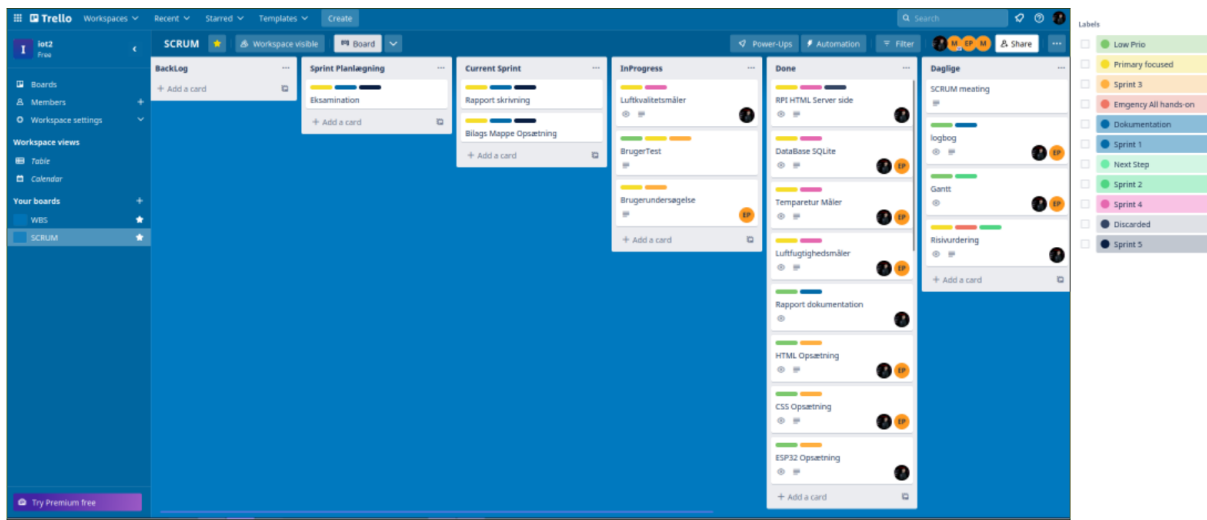 Trello Workspaces Recent Starred Templates Create Search
I iot2
Free
Boards
Members
Workspace settings
Workspace views
Table
Calendar
Your boards
WBS
SCRUM
Try Premium free
SCRUM Workspace visible Board Power-Ups Automation Filter M EP M Share
BackLog
+ Add a card
Sprint Planlægning
Eksamination
+ Add a card
Current Sprint
Rapport skrivning
Bilags Mappe Opsætning
+ Add a card
InProgress
Luftkvalitetsmåler
BrugerTest
Brugerundersøgelse
EP
+ Add a card
Done
RPI HTML Server side
DataBase SQLite
EP
Temparetur Måler
EP
Luftfugtighedsmåler
EP
Rapport dokumentation
HTML Opsætning
EP
CSS Opsætning
EP
ESP32 Opsætning
+ Add a card
Daglige
SCRUM meating
logbog
EP
Gantt
EP
Risivurdering
+ Add a card
Labels
Low Prio
Primary focused
Sprint 3
Emgency All hands-on
Dokumentation
Sprint 1
Next Step
Sprint 2
Sprint 4
Discarded
Sprint 5